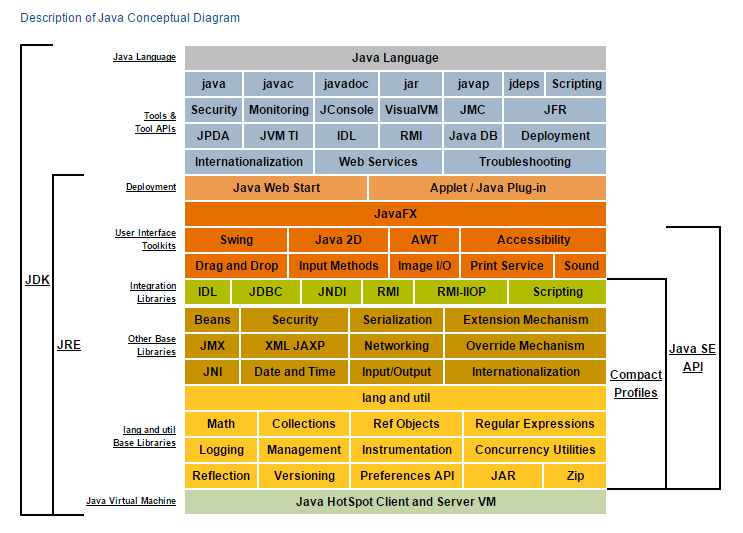 Description of Java Conceptual Diagram
Java Language
Java Language
Tools &
Tool APIs
java javac javadoc jar javap jdeps Scripting
Security Monitoring JConsole VisualVM JMC JFR
JPDA JVM TI IDL RMI Java DB Deployment
Internationalization Web Services Troubleshooting
Deployment
Java Web Start Applet / Java Plug-in
JavaFX
User Interface
Toolkits
Swing Java 2D AWT Accessibility
Drag and Drop Input Methods Image I/O Print Service Sound
Integration
Libraries
IDL JDBC JNDI RMI RMI-IIOP Scripting
Other Base
Libraries
Beans Security Serialization Extension Mechanism
JMX XML JAXP Networking Override Mechanism
JNI Date and Time Input/Output Internationalization
lang and util
lang and util
Base Libraries
Math Collections Ref Objects Regular Expressions
Logging Management Instrumentation Concurrency Utilities
Reflection Versioning Preferences API JAR Zip
Java Virtual Machine
Java HotSpot Client and Server VM
JDK
JRE
Compact
Profiles
Java SE
API